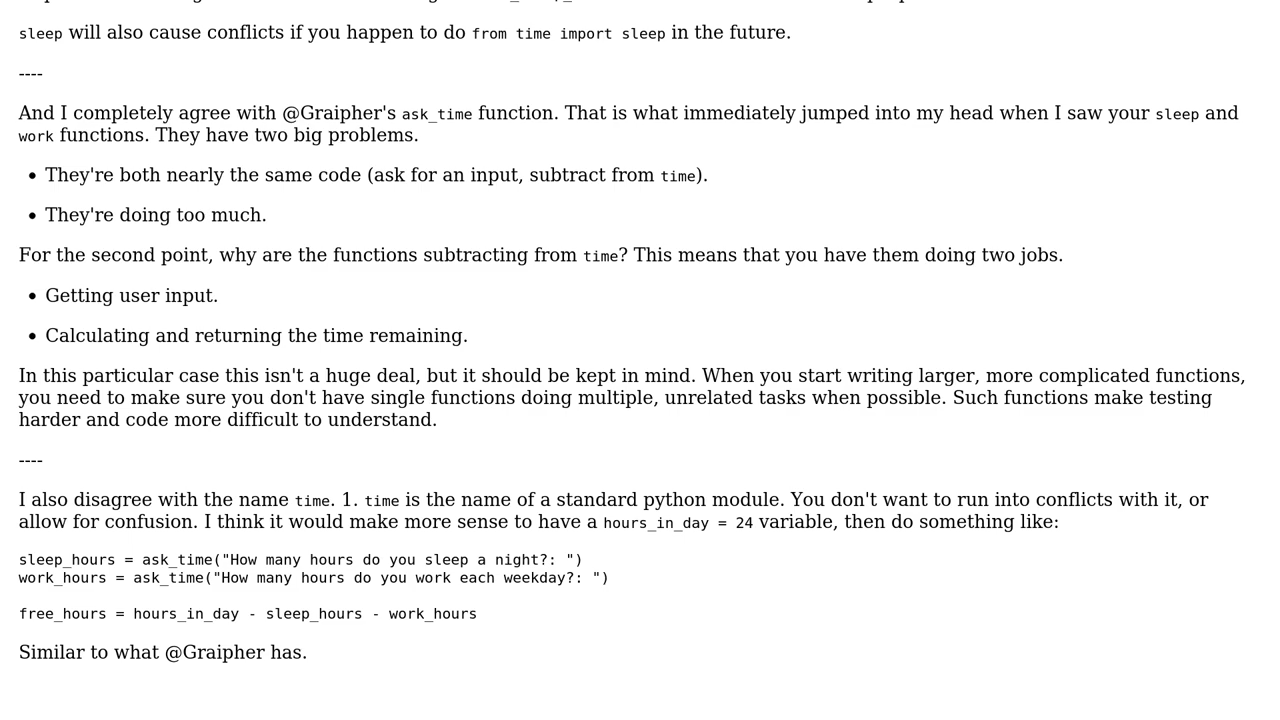 sleep will also cause conflicts if you happen to do from time import sleep in the future.
----
And I completely agree with @Graipher's ask_time function. That is what immediately jumped into my head when I saw your sleep and
work functions. They have two big problems.
• They're both nearly the same code (ask for an input, subtract from time).
• They're doing too much.
For the second point, why are the functions subtracting from time? This means that you have them doing two jobs.
• Getting user input.
• Calculating and returning the time remaining.
In this particular case this isn't a huge deal, but it should be kept in mind. When you start writing larger, more complicated functions,
you need to make sure you don't have single functions doing multiple, unrelated tasks when possible. Such functions make testing
harder and code more difficult to understand.
----
I also disagree with the name time. 1. time is the name of a standard python module. You don't want to run into conflicts with it, or
allow for confusion. I think it would make more sense to have a hours_in_day = 24 variable, then do something like:
sleep_hours = ask_time("How many hours do you sleep a night?: ")
work_hours = ask_time("How many hours do you work each weekday?: ")
free_hours = hours_in_day - sleep_hours - work_hours
Similar to what @Graipher has.